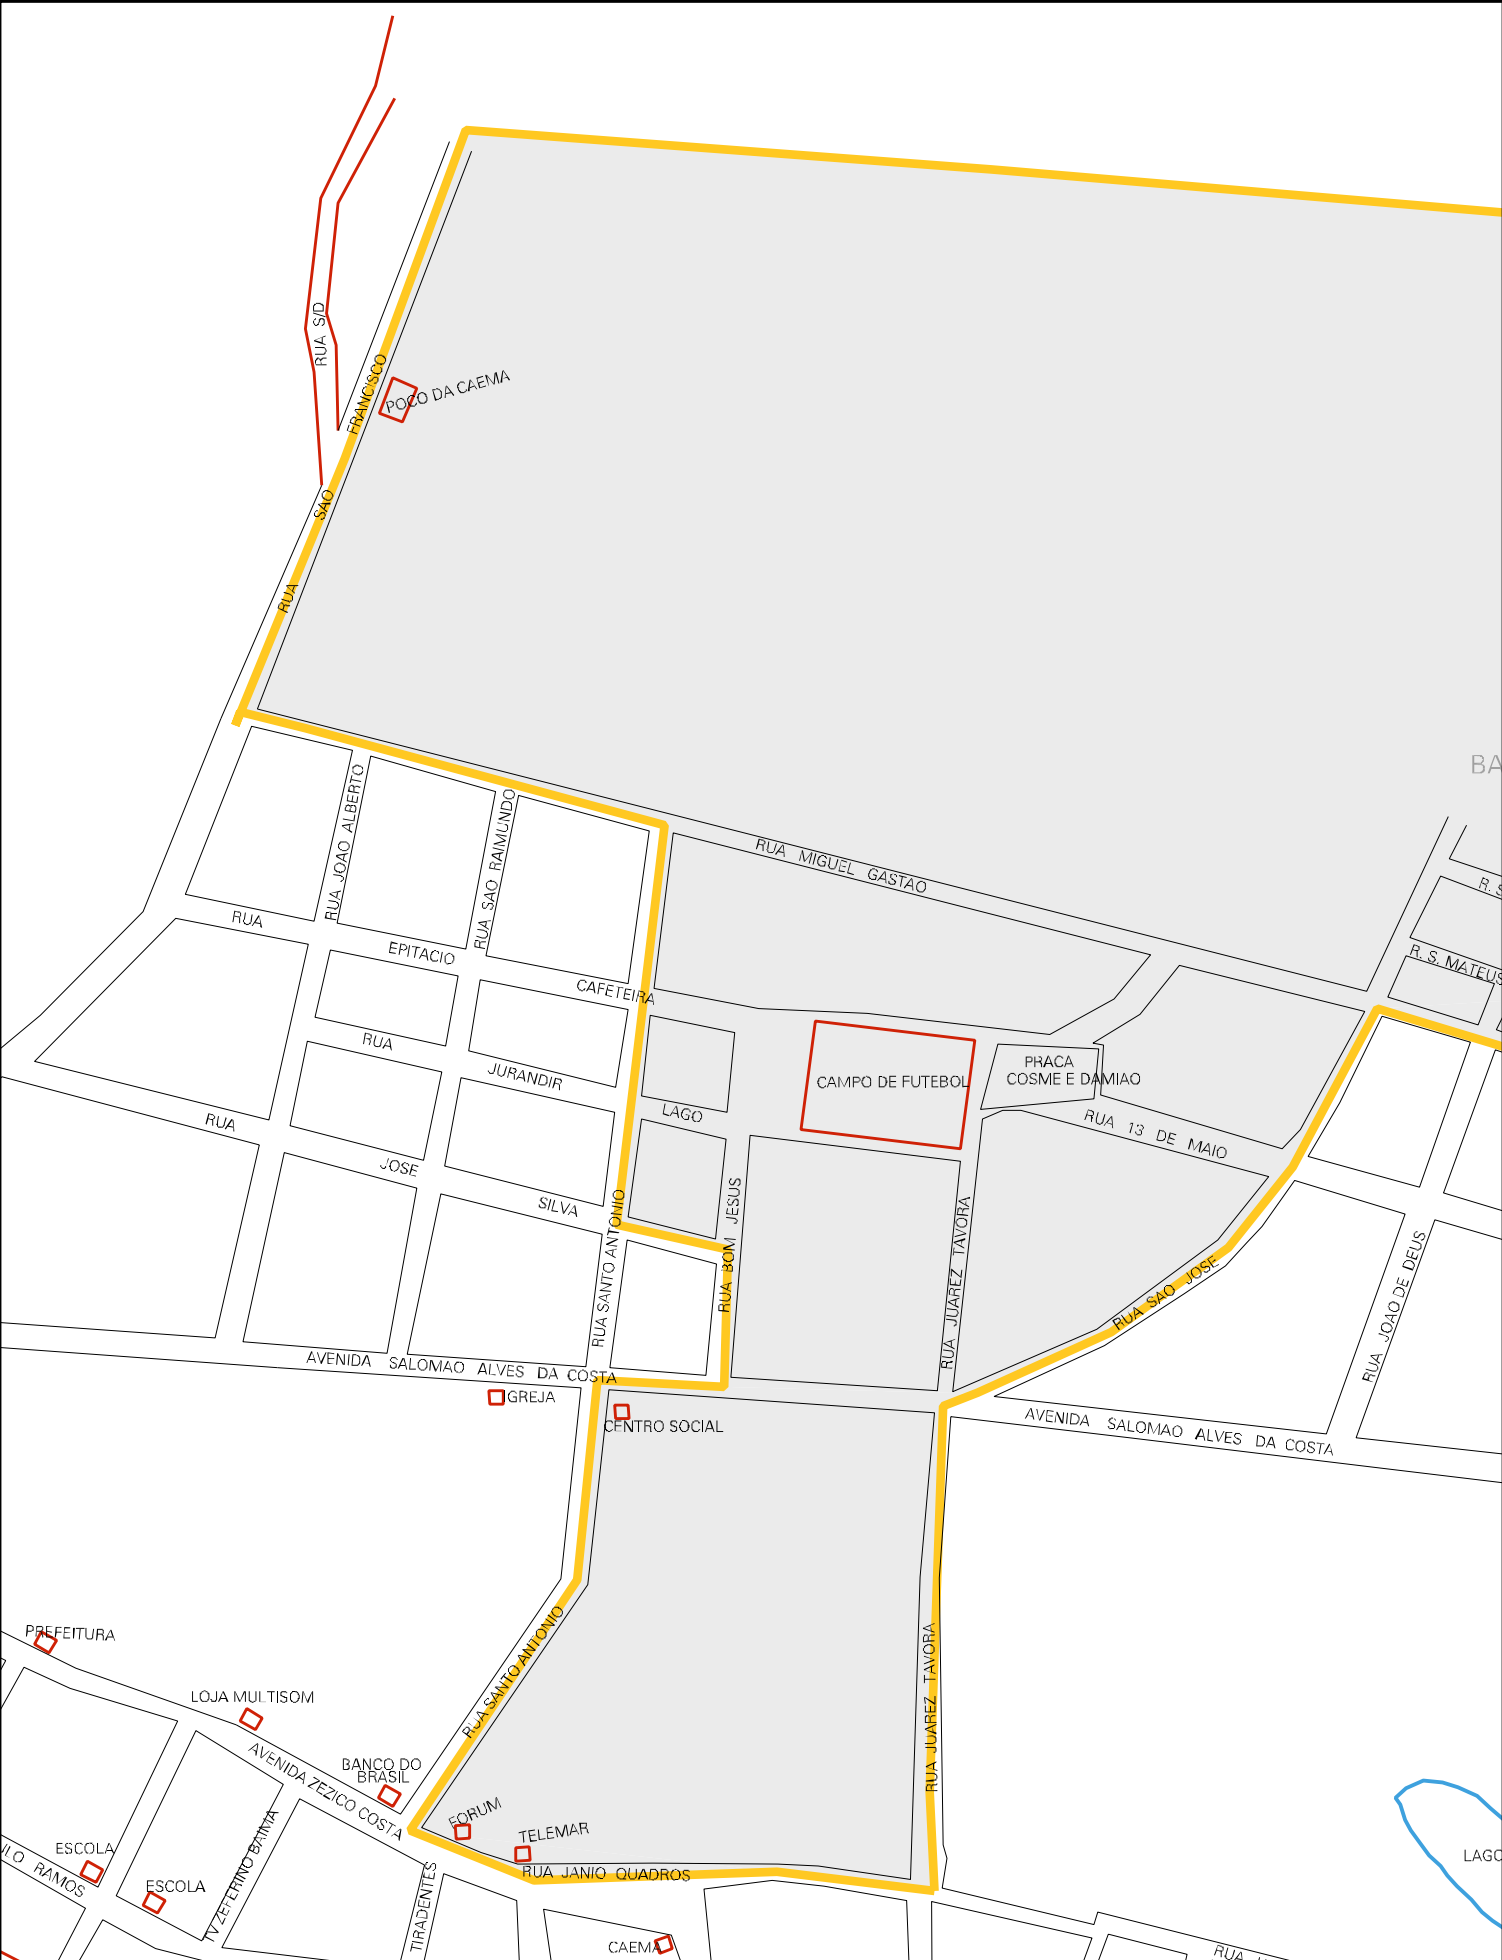 RUA S/D
FRANCISCO
POCO DA CAEMA
SAO
RUA
BA
RUA JOAO ALBERTO
RUA SAO RAIMUNDO
RUA MIGUEL GASTAO
R. S
RUA
EPITACIO
CAFETEIRA
R. S. MATEUS
RUA
JURANDIR
LAGO
CAMPO DE FUTEBOL
PRACA
COSME E DAMIAO
RUA 13 DE MAIO
RUA
JOSE
SILVA
RUA SANTO ANTONIO
RUA BOM JESUS
RUA JUAREZ TAVORA
RUA SAO JOSE
RUA JOAO DE DEUS
AVENIDA SALOMAO ALVES DA COSTA
GREJA
CENTRO SOCIAL
AVENIDA SALOMAO ALVES DA COSTA
RUA SANTO ANTONIO
RUA JUAREZ TAVORA
PREFEITURA
LOJA MULTISOM
AVENIDA ZEZICO COSTA
BANCO DO
BRASIL
FORUM
TELEMAR
RUA JANIO QUADROS
ESCOLA
ULO RAMOS
ESCOLA
TV ZEFERINO BAIMA
TIRADENTES
CAEMA
LAGO
RUA